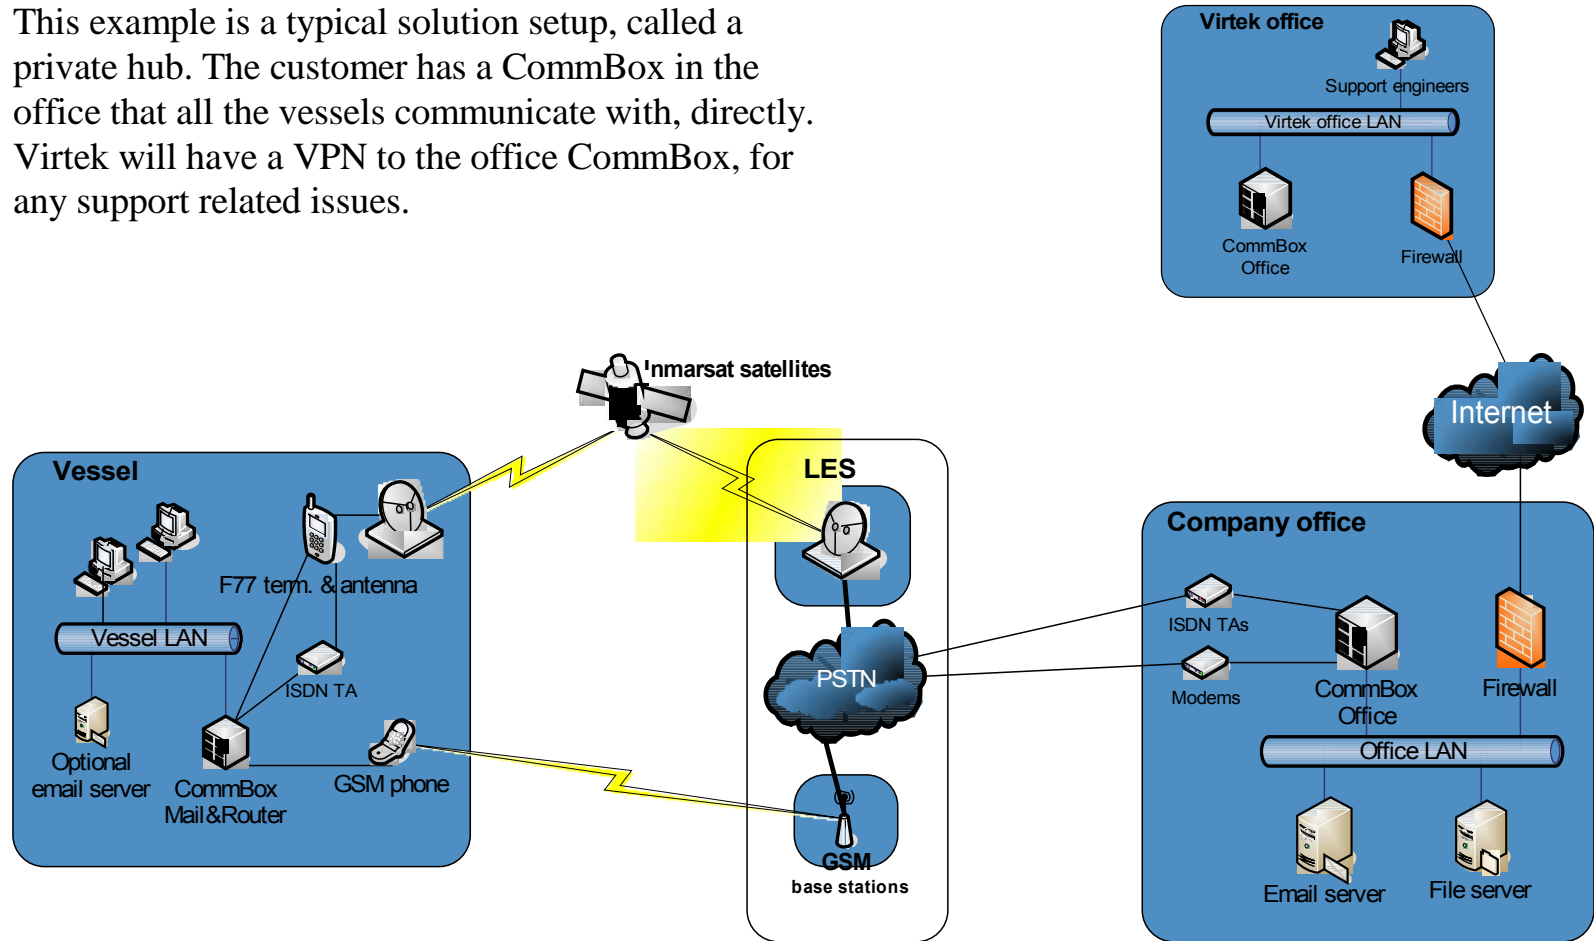 This example is a typical solution setup, called a
private hub. The customer has a CommBox in the
office that all the vessels communicate with, directly.
Virtek will have a VPN to the office CommBox, for
any support related issues.
Virtek office
Support engineers
Virtek office LAN
CommBox
Office
Firewall
Inmarsat satellites
Internet
Vessel
F77 term. & antenna
Vessel LAN
ISDN TA
Optional
email server
CommBox
Mail&Router
GSM phone
LES
PSTN
GSM
base stations
Company office
ISDN TAs
Modems
CommBox
Office
Firewall
Office LAN
Email server
File server